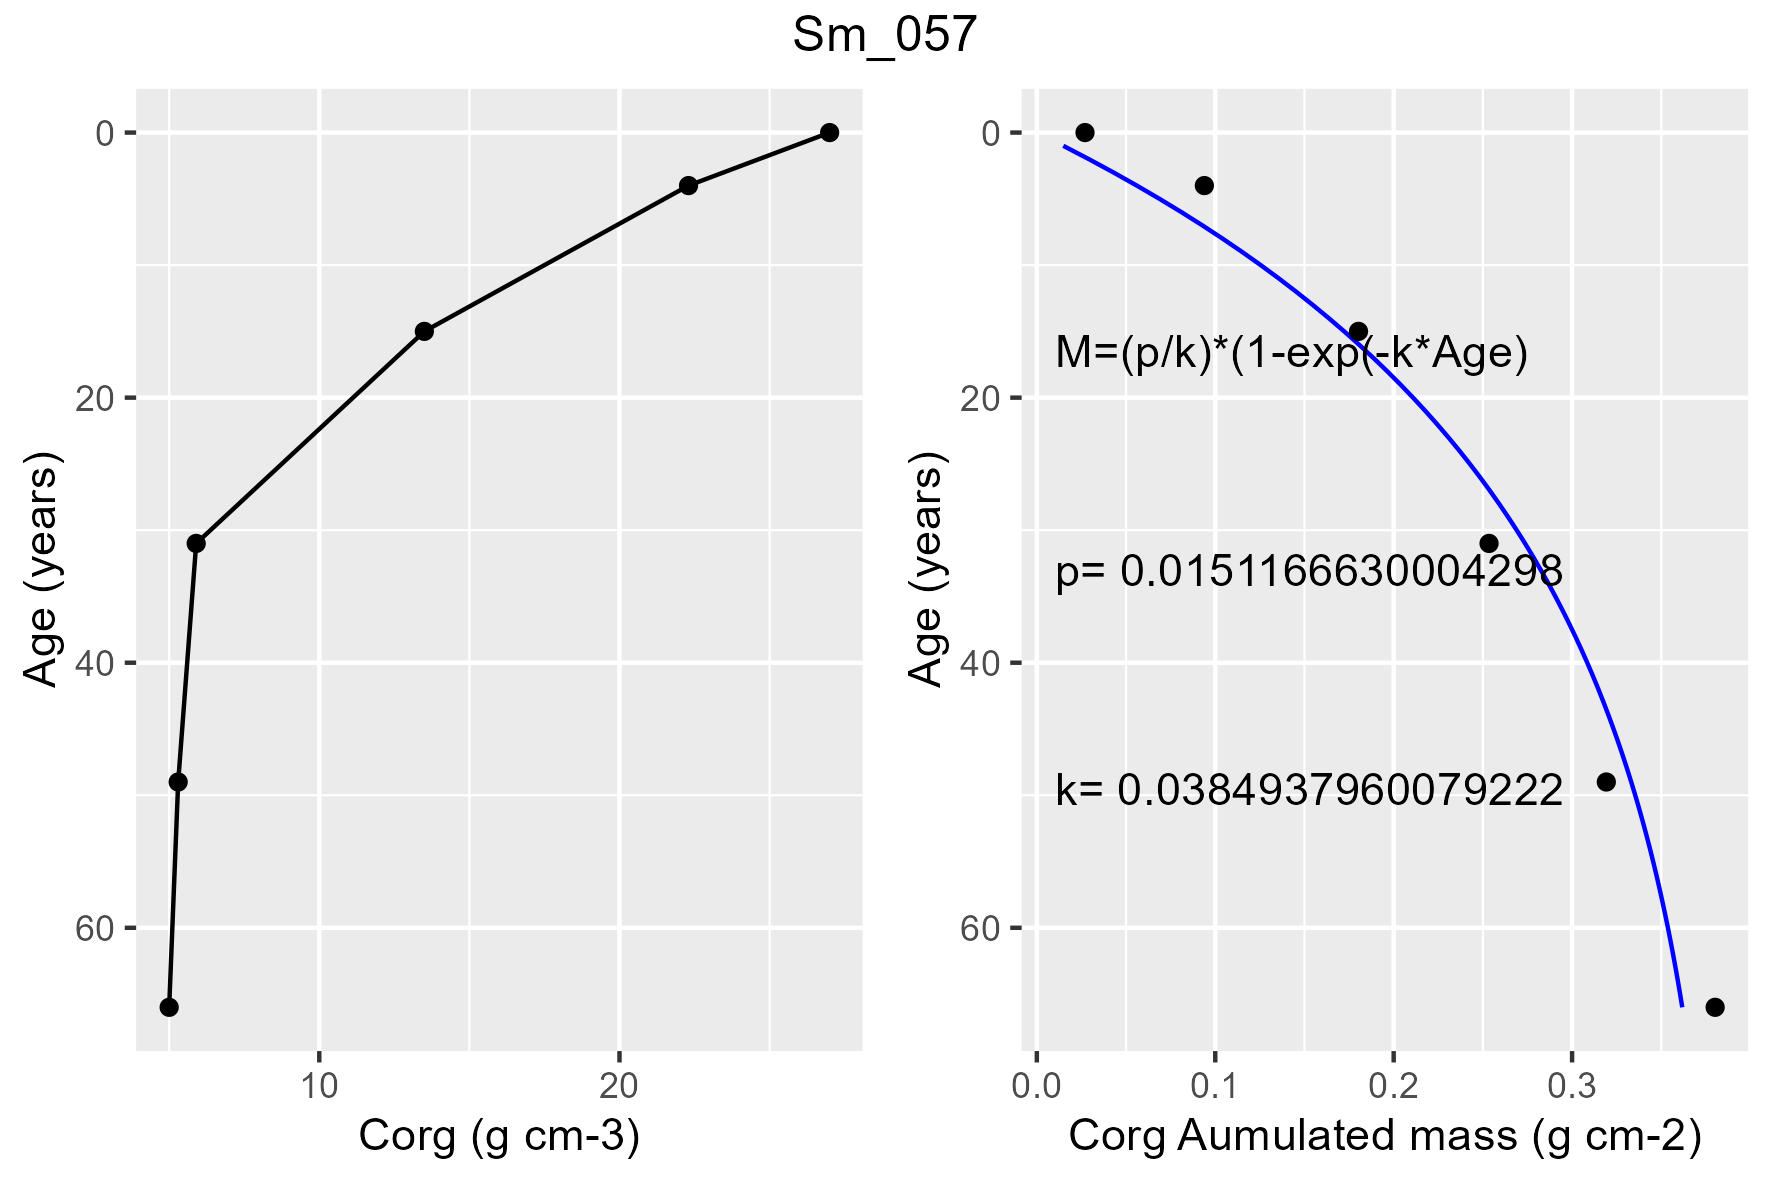 Sm_057
Age (years)
0
20
40
60
10
20
Corg (g cm-3)
Age (years)
0
20
40
60
M=(p/k)*(1-exp(-k*Age)
p= 0.0151166630004298
k= 0.0384937960079222
0.0
0.1
0.2
0.3
Corg Aumulated mass (g cm-2)